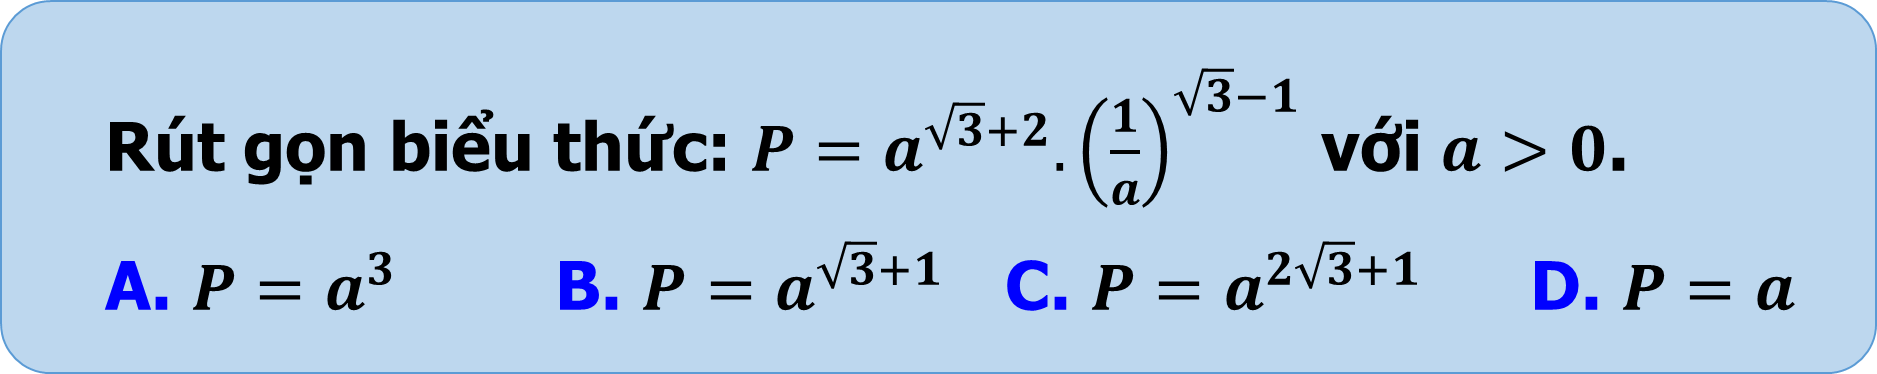 Rút gọn biểu thức: P = a^{√3+2} . (1/a)^{√3−1} với a > 0.
A. P = a^3 B. P = a^{√3+1} C. P = a^{2√3+1} D. P = a